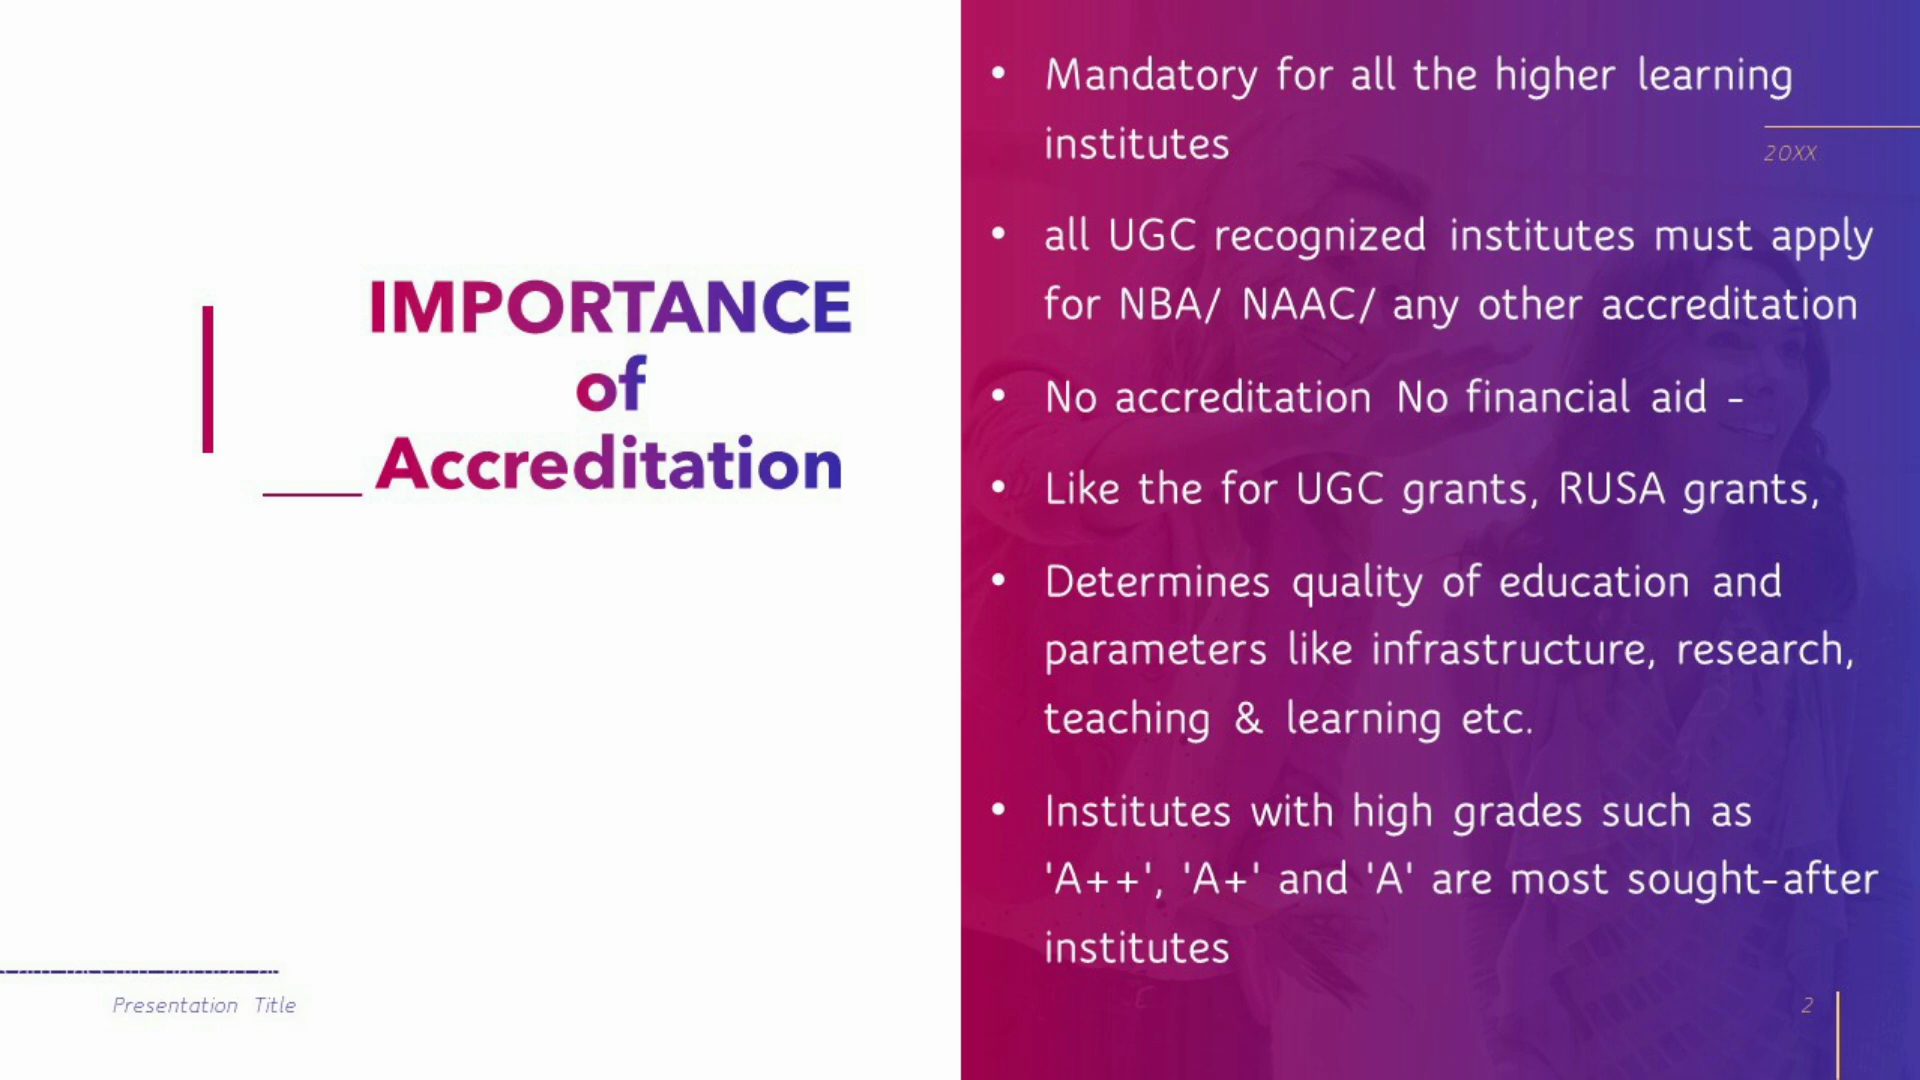 IMPORTANCE
of
Accreditation
Presentation Title
• Mandatory for all the higher learning
institutes
20XX
• all UGC recognized institutes must apply
for NBA/ NAAC/ any other accreditation
• No accreditation No financial aid -
• Like the for UGC grants, RUSA grants,
• Determines quality of education and
parameters like infrastructure, research,
teaching & learning etc.
• Institutes with high grades such as
'A++', 'A+' and 'A' are most sought-after
institutes
2